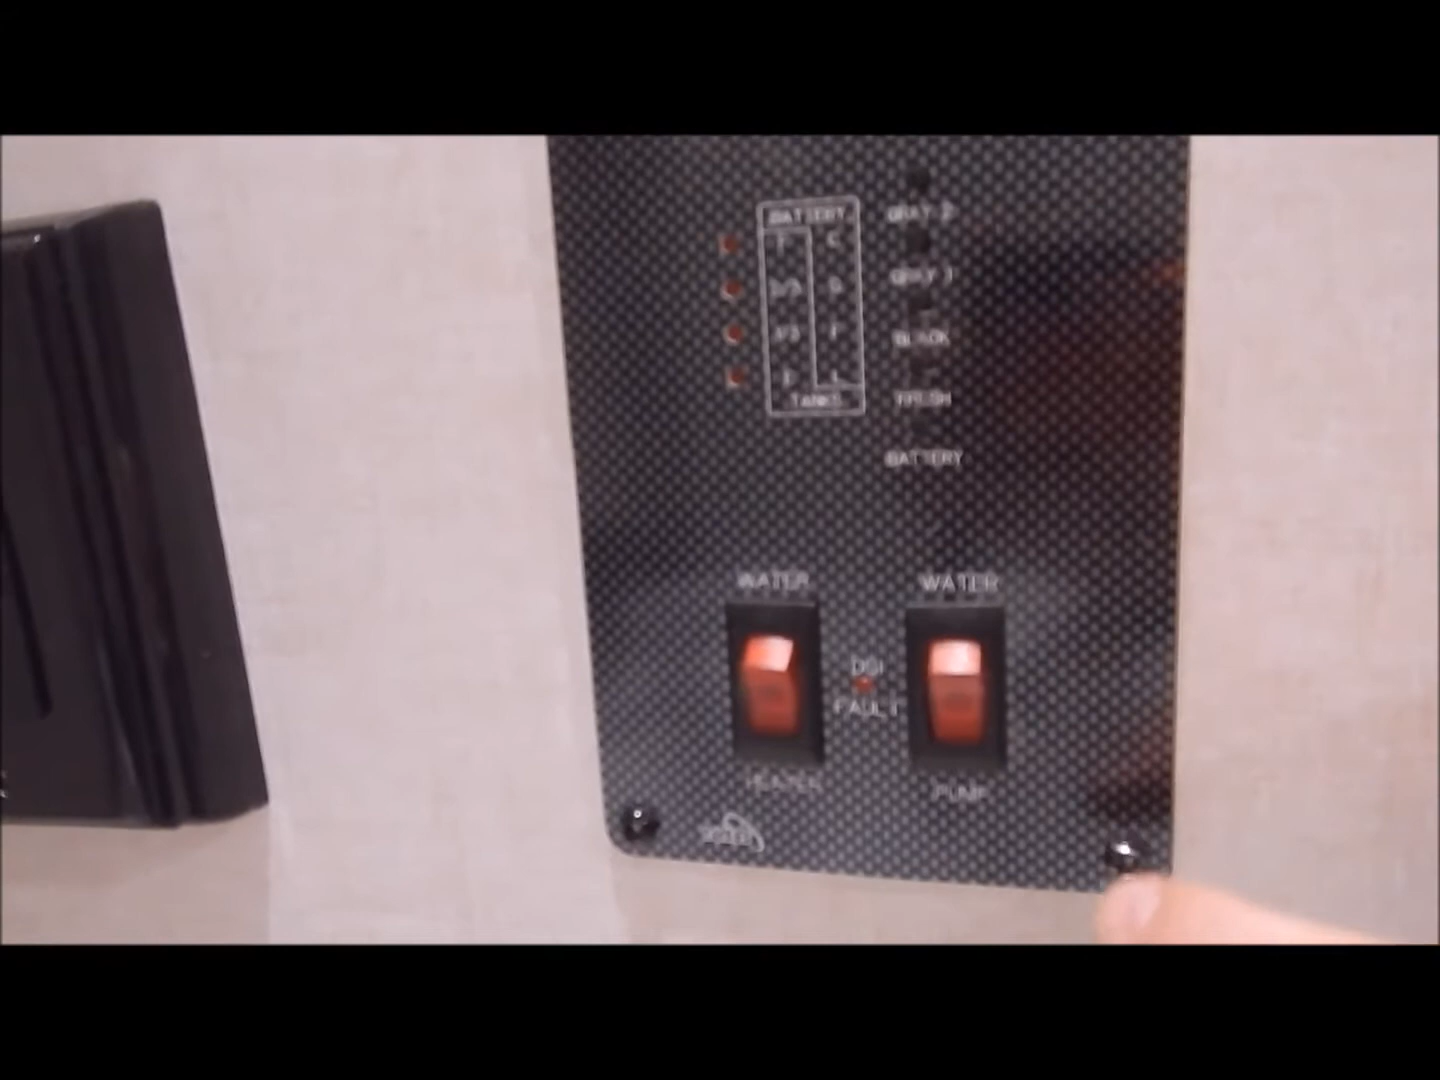 BATTERY
F C
2/3 G
1/3 F
E L
TANKS
GRAY 2
GRAY 1
BLACK
FRESH
BATTERY
WATER
HEATER
DSI
FAULT
WATER
PUMP